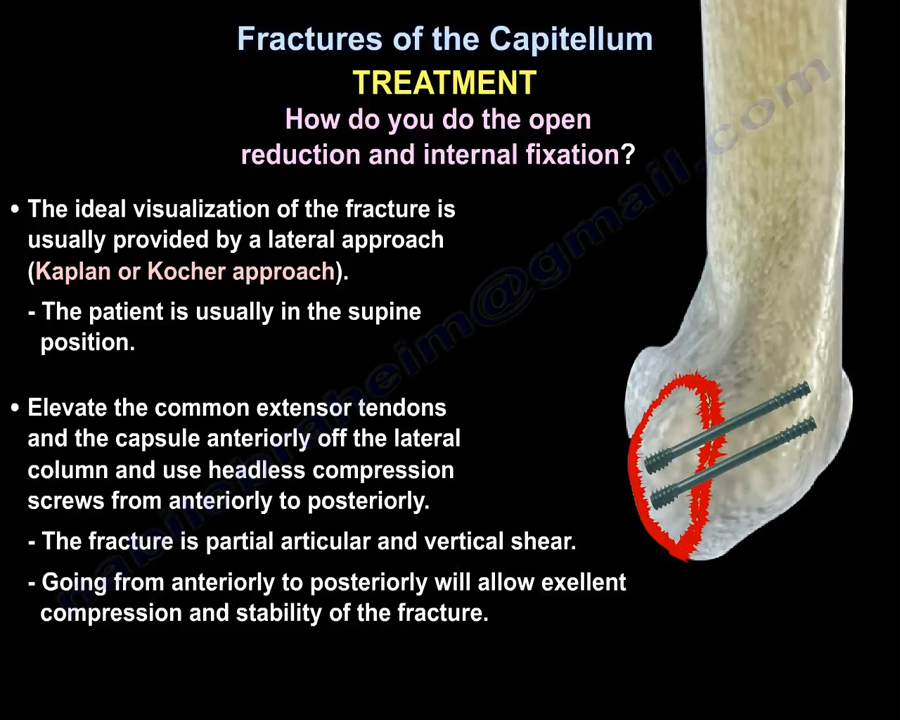 Fractures of the Capitellum
TREATMENT
How do you do the open
reduction and internal fixation?
• The ideal visualization of the fracture is
usually provided by a lateral approach
(Kaplan or Kocher approach).
- The patient is usually in the supine
position.
• Elevate the common extensor tendons
and the capsule anteriorly off the lateral
column and use headless compression
screws from anteriorly to posteriorly.
- The fracture is partial articular and vertical shear.
- Going from anteriorly to posteriorly will allow exellent
compression and stability of the fracture.
nabilebraheim@gmail.com